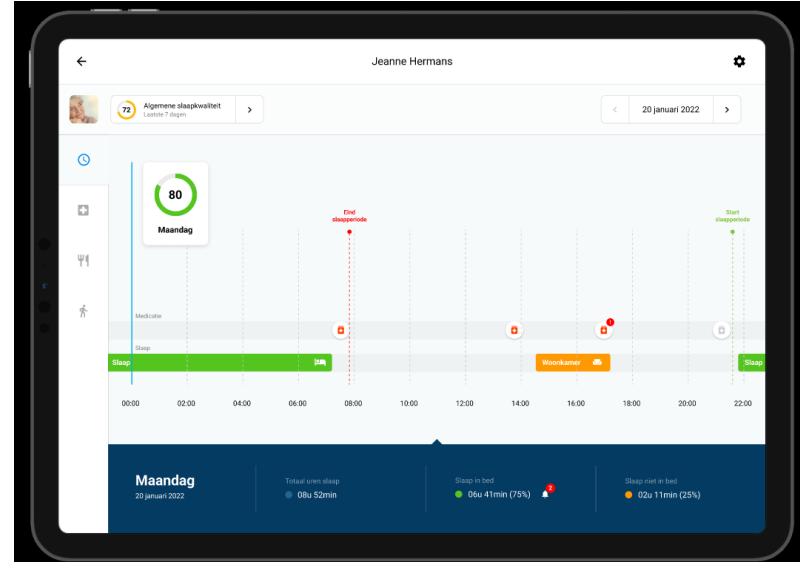 Jeanne Hermans
72
Algemene slaapkwaliteit
Laatste 7 dagen
20 januari 2022
80
Maandag
Eind
slaapperiode
Start
slaapperiode
Medicatie
1
Slaap
Slaap
Woonkamer
Slaap
00:00 02:00 04:00 06:00 08:00 10:00 12:00 14:00 16:00 18:00 20:00 22:00
Maandag
20 januari 2022
Totaal uren slaap
08u 52min
Slaap in bed
06u 41min (75%)
2
Slaap niet in bed
02u 11min (25%)